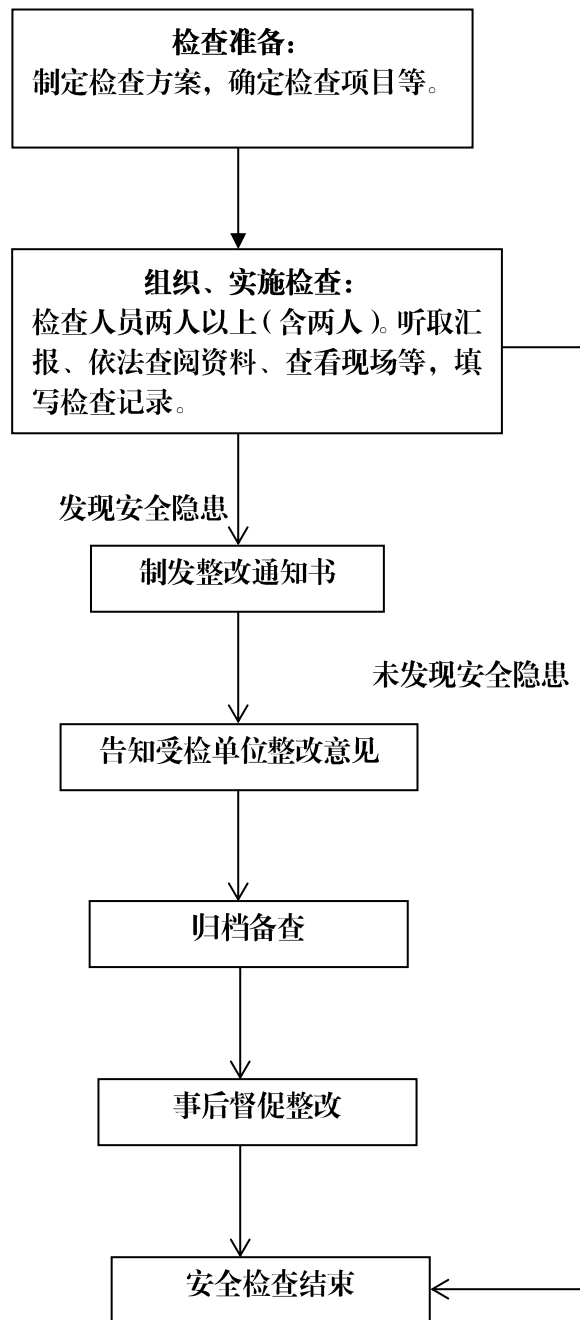 检查准备：
制定检查方案，确定检查项目等。
组织、实施检查：
检查人员两人以上（含两人）。听取汇
报、依法查阅资料、查看现场等，填
写检查记录。
发现安全隐患
制发整改通知书
未发现安全隐患
告知受检单位整改意见
归档备查
事后督促整改
安全检查结束